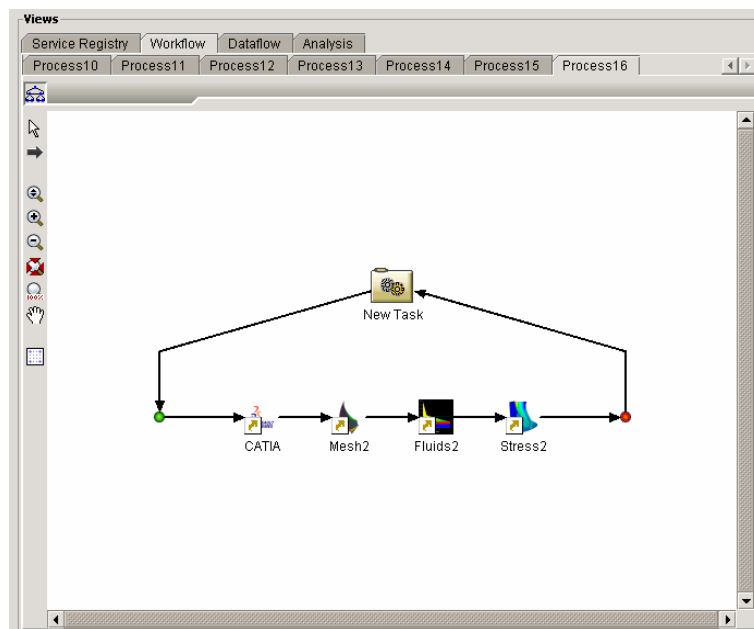 Views
Service Registry Workflow Dataflow Analysis
Process10 Process11 Process12 Process13 Process14 Process15 Process16
100%
New Task
CATIA Mesh2 Fluids2 Stress2